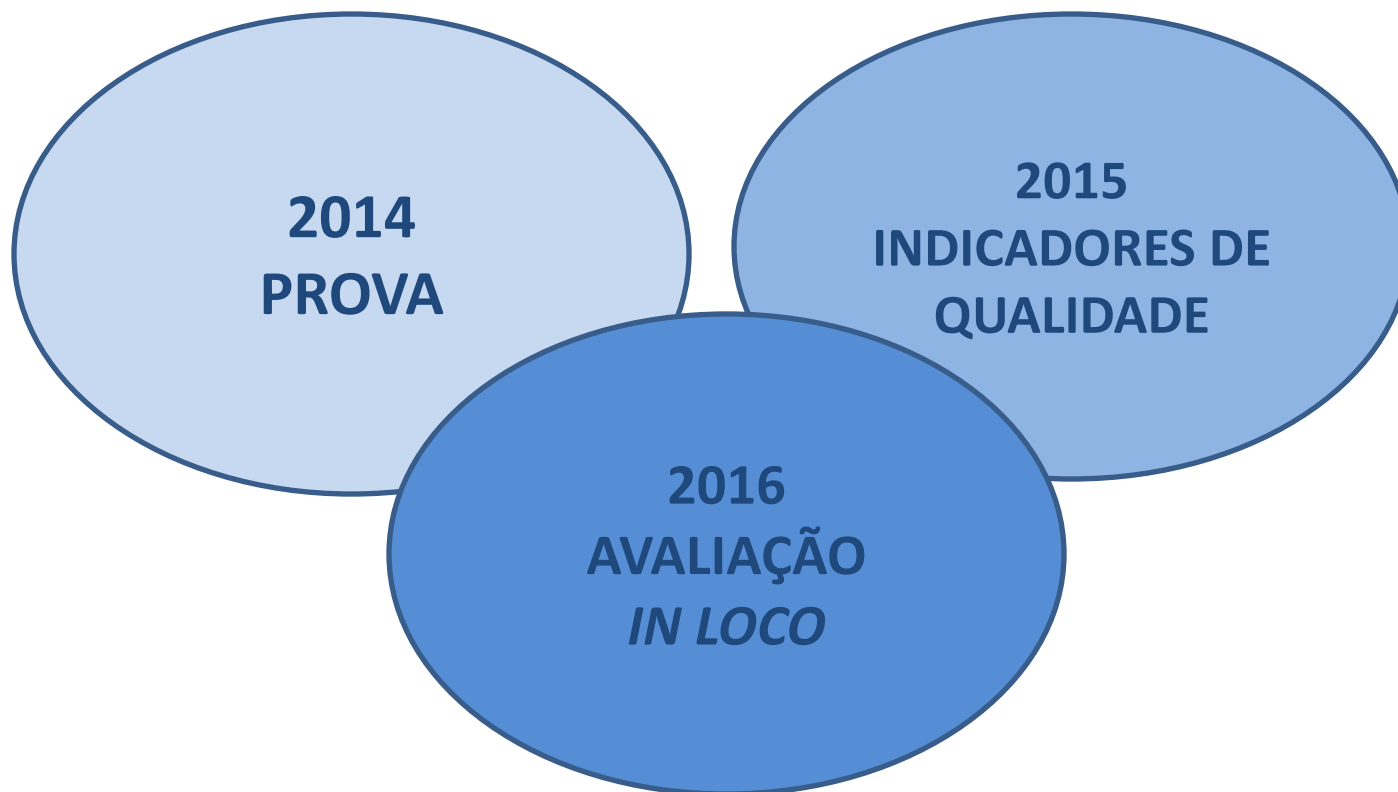 2014
PROVA
2015
INDICADORES DE
QUALIDADE
2016
AVALIAÇÃO
IN LOCO